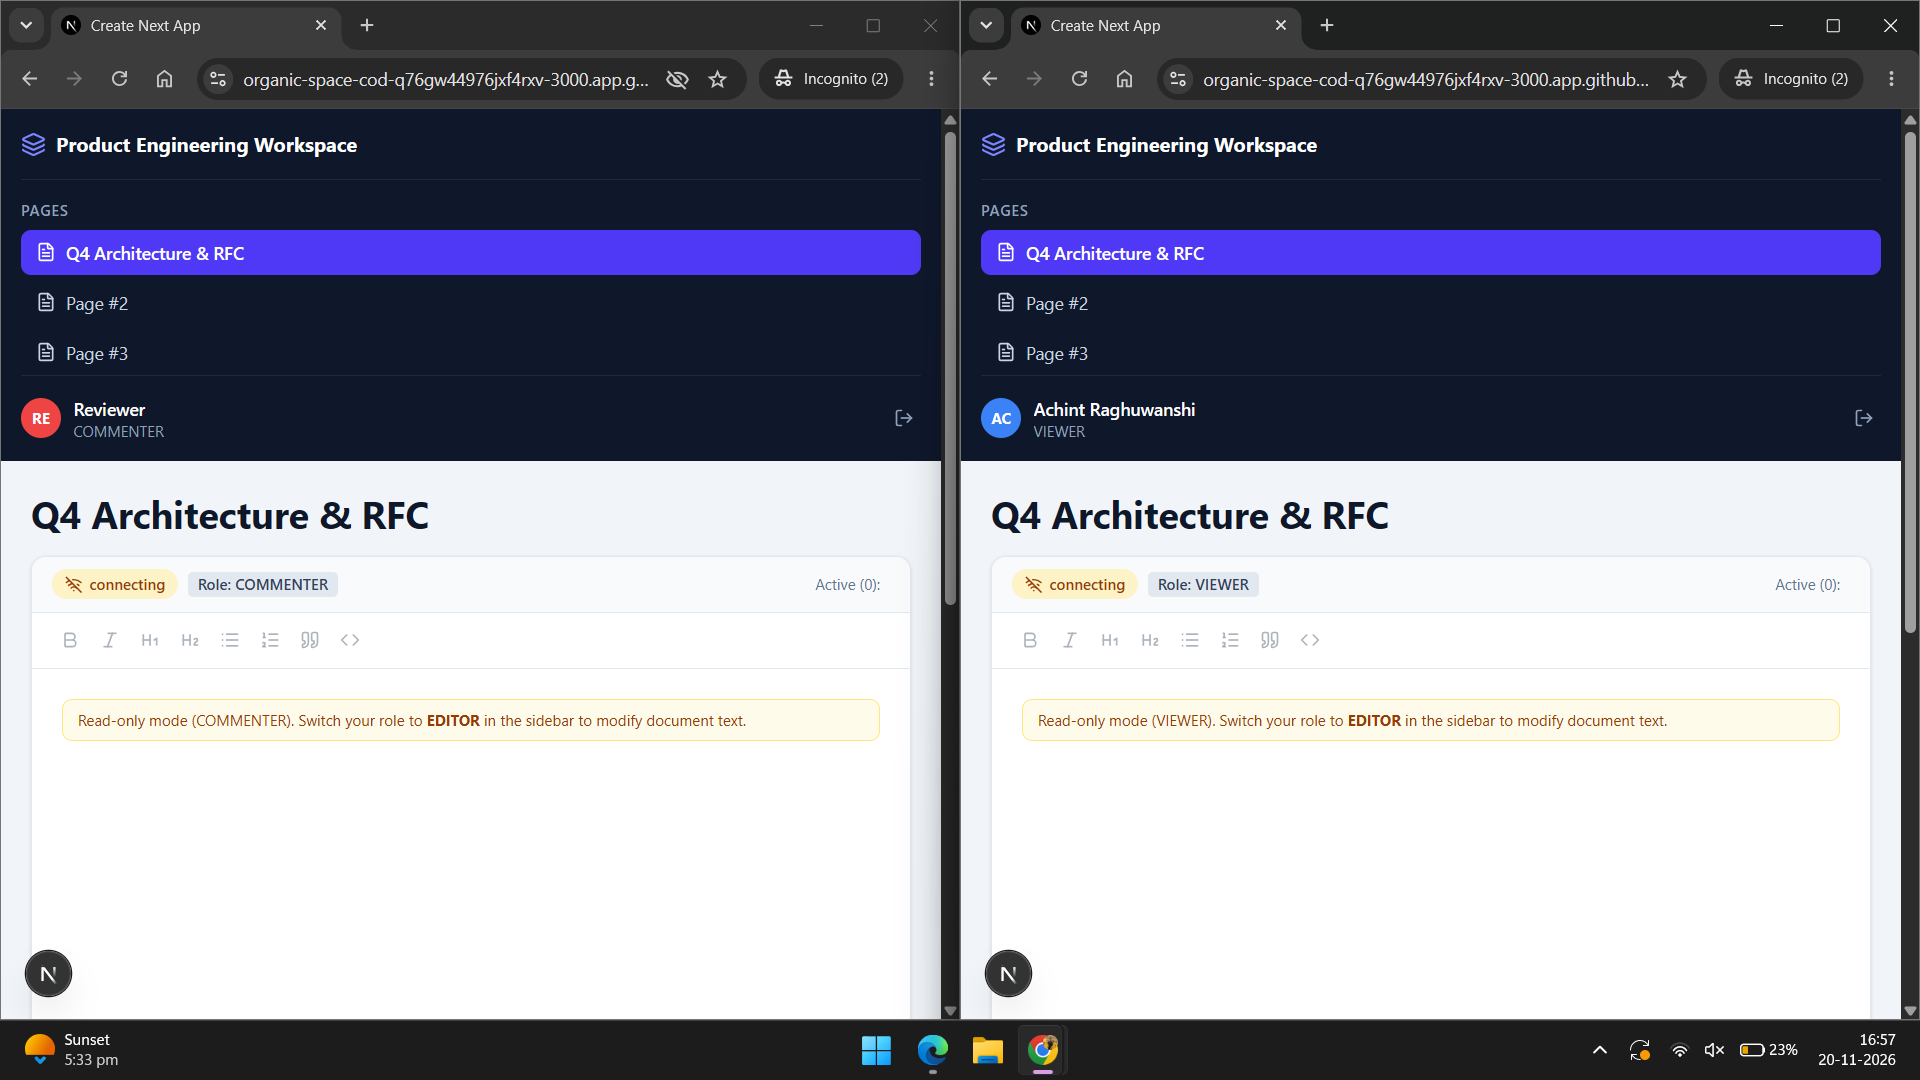 Create Next App
organic-space-cod-q76gw44976jxf4rxv-3000.app.g...
Incognito (2)
Product Engineering Workspace
PAGES
Q4 Architecture & RFC
Page #2
Page #3
RE
Reviewer
COMMENTER
Q4 Architecture & RFC
connecting
Role: COMMENTER
Active (0):
B I H1 H2
Read-only mode (COMMENTER). Switch your role to EDITOR in the sidebar to modify document text.
N
Create Next App
organic-space-cod-q76gw44976jxf4rxv-3000.app.github...
Incognito (2)
Product Engineering Workspace
PAGES
Q4 Architecture & RFC
Page #2
Page #3
AC
Achint Raghuwanshi
VIEWER
Q4 Architecture & RFC
connecting
Role: VIEWER
Active (0):
B I H1 H2
Read-only mode (VIEWER). Switch your role to EDITOR in the sidebar to modify document text.
N
Sunset
5:33 pm
23%
16:57
20-11-2026